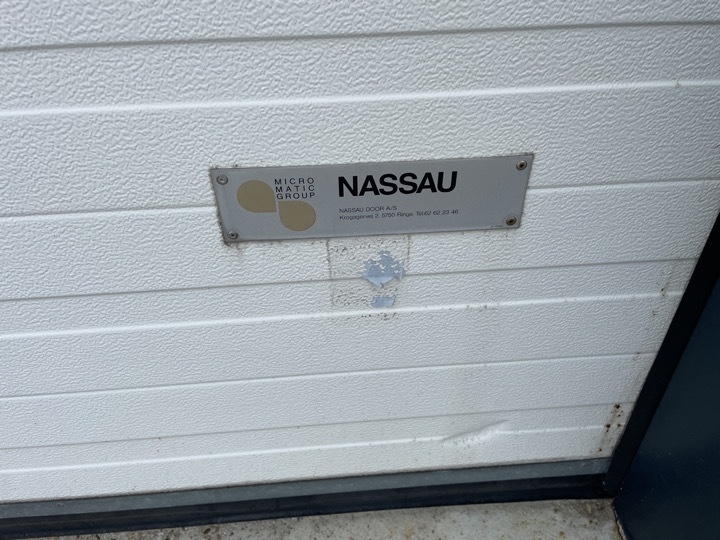 MICRO
MATIC
GROUP
NASSAU
NASSAU DOOR A/S
Krogagervej 2, 5750 Ringe. Tel.62 62 23 46